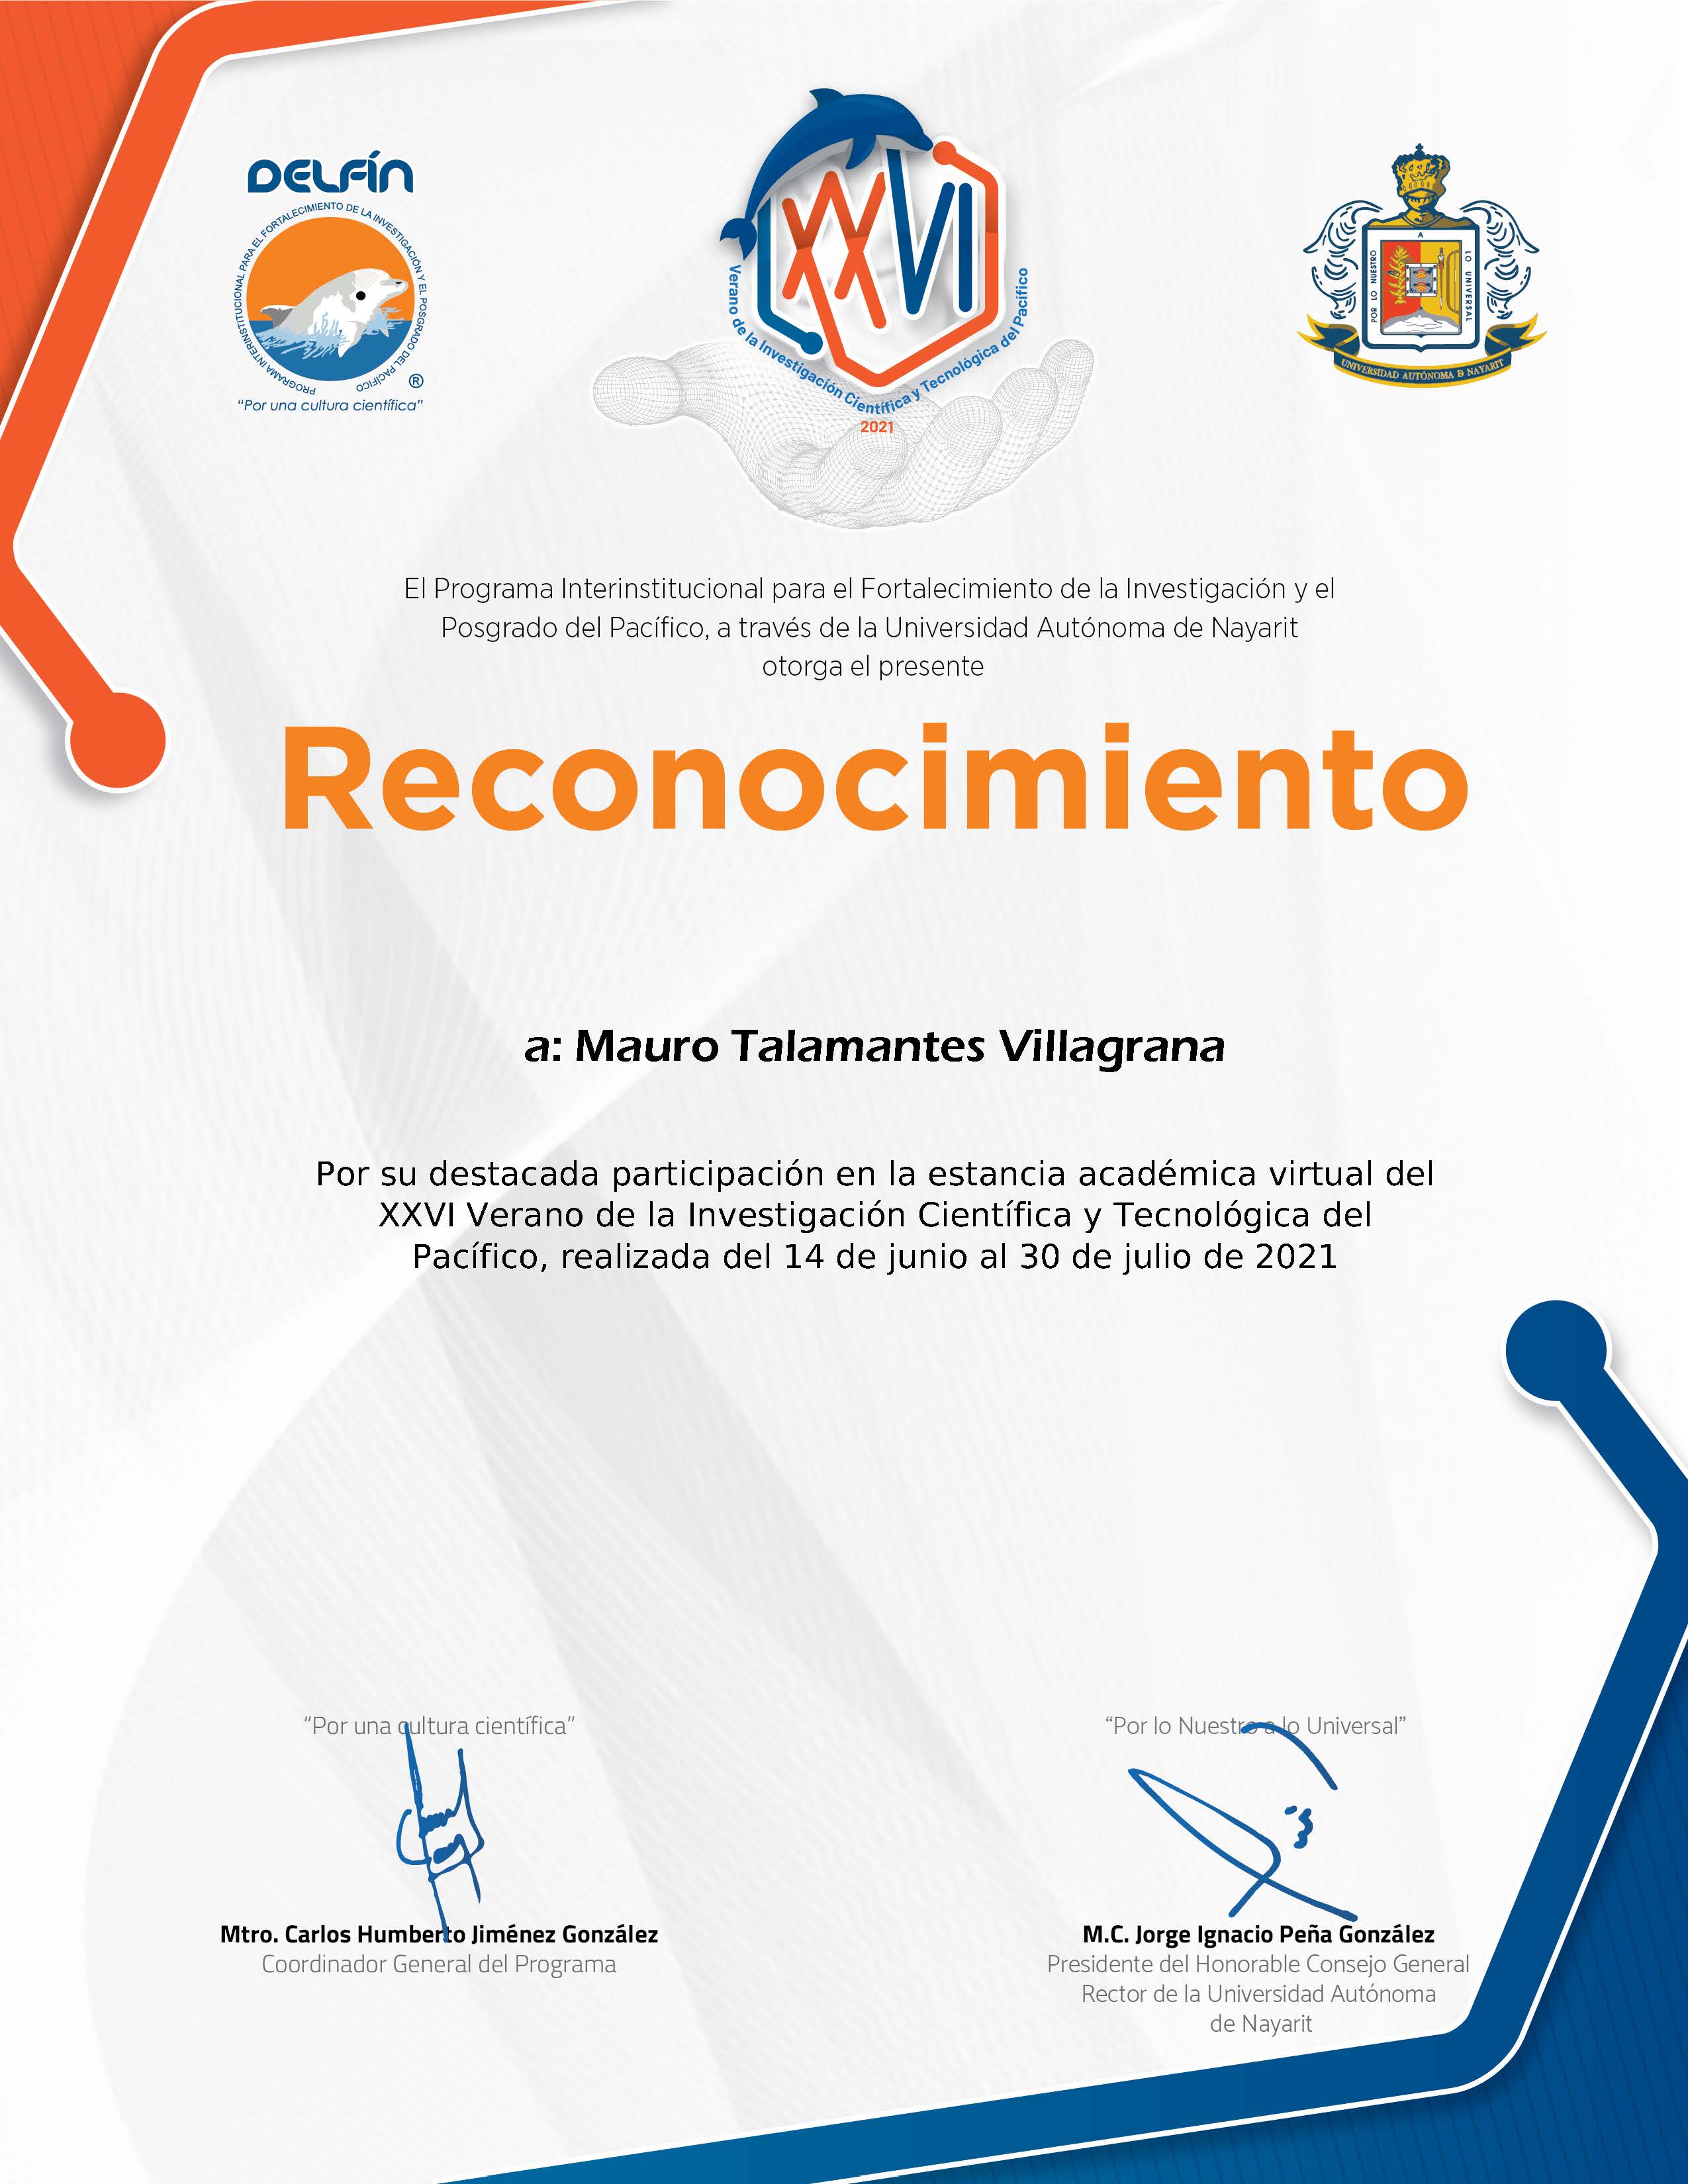 DELFÍN
PROGRAMA INTERINSTITUCIONAL PARA EL FORTALECIMIENTO DE LA INVESTIGACIÓN Y EL POSGRADO DEL PACÍFICO
®
“Por una cultura científica”
XXVI
Verano de la Investigación Científica y Tecnológica del Pacífico
2021
A
POR LO NUESTRO
LO UNIVERSAL
UNIVERSIDAD AUTÓNOMA D NAYARIT
El Programa Interinstitucional para el Fortalecimiento de la Investigación y el
Posgrado del Pacífico, a través de la Universidad Autónoma de Nayarit
otorga el presente
Reconocimiento
a: Mauro Talamantes Villagrana
Por su destacada participación en la estancia académica virtual del
XXVI Verano de la Investigación Científica y Tecnológica del
Pacífico, realizada del 14 de junio al 30 de julio de 2021
“Por una cultura científica”
Mtro. Carlos Humberto Jiménez González
Coordinador General del Programa
“Por lo Nuestro a lo Universal”
M.C. Jorge Ignacio Peña González
Presidente del Honorable Consejo General
Rector de la Universidad Autónoma
de Nayarit